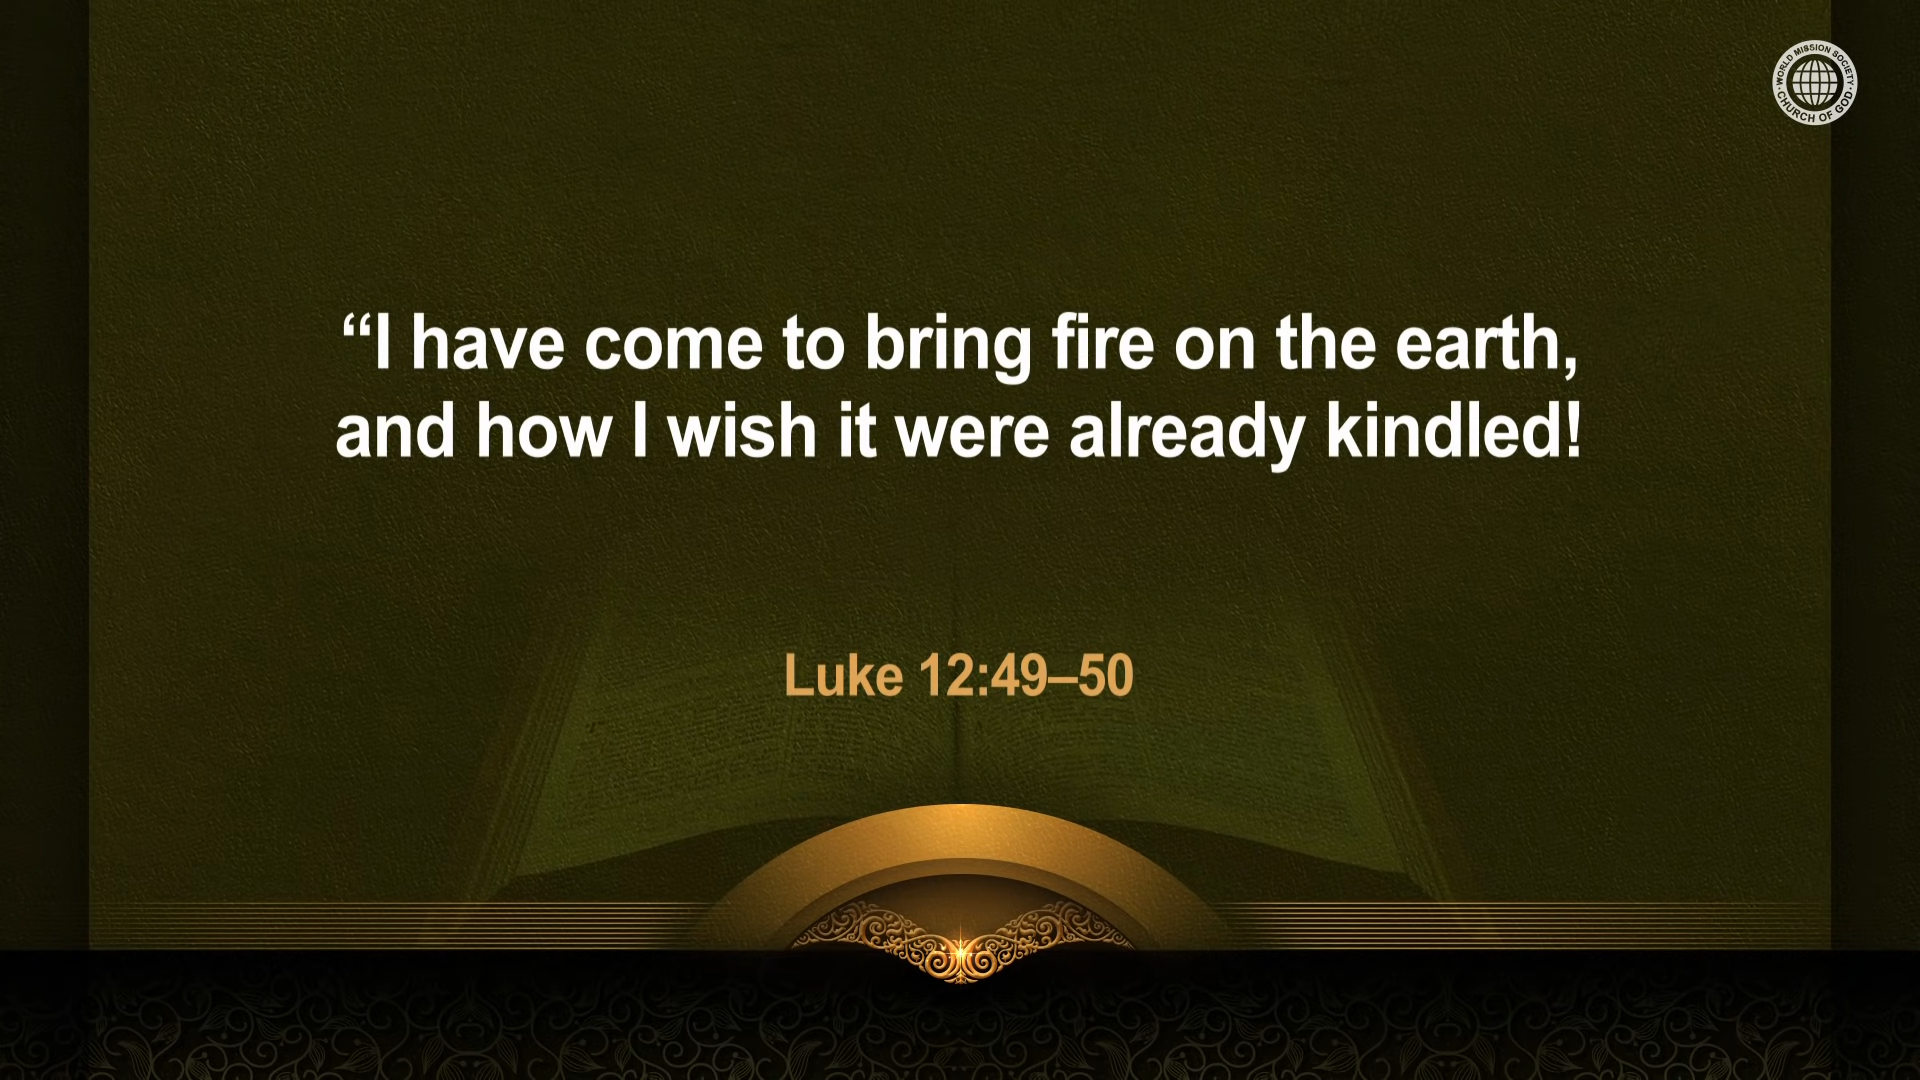 WORLD MISSION SOCIETY
CHURCH OF GOD
“I have come to bring fire on the earth,
and how I wish it were already kindled!
Luke 12:49–50